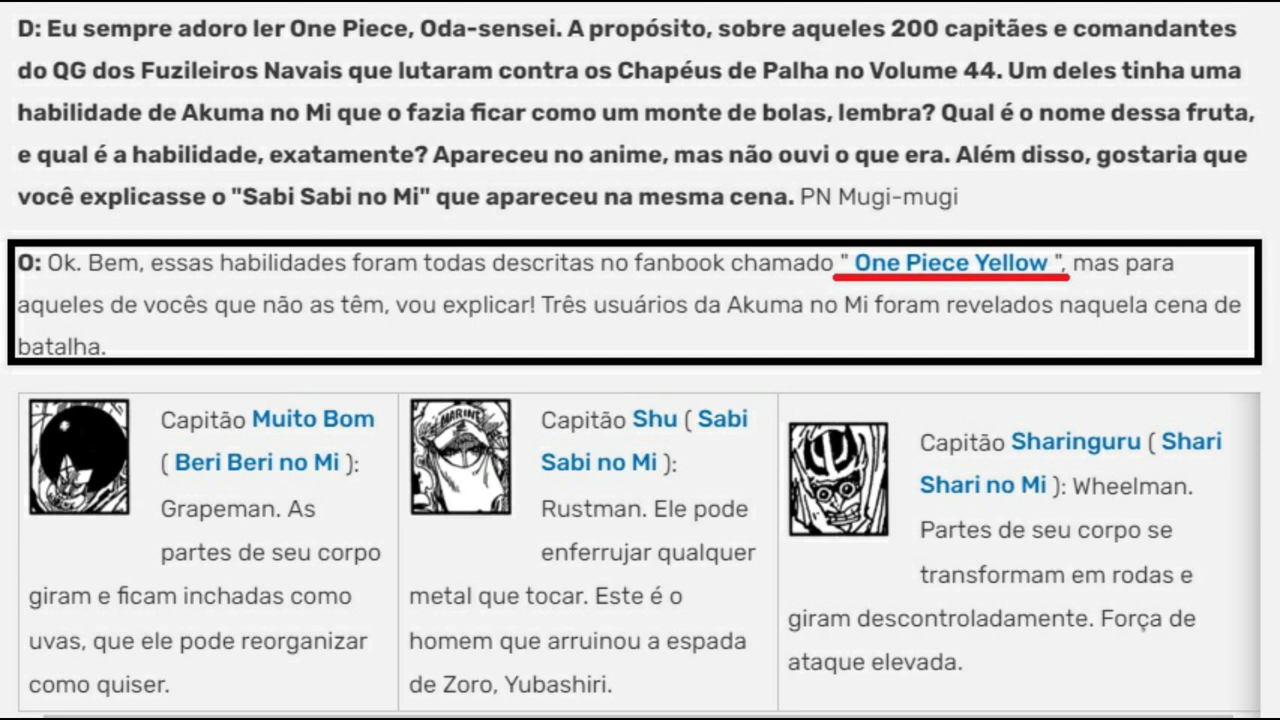 D: Eu sempre adoro ler One Piece, Oda-sensei. A propósito, sobre aqueles 200 capitães e comandantes
do QG dos Fuzileiros Navais que lutaram contra os Chapéus de Palha no Volume 44. Um deles tinha uma
habilidade de Akuma no Mi que o fazia ficar como um monte de bolas, lembra? Qual é o nome dessa fruta,
e qual é a habilidade, exatamente? Apareceu no anime, mas não ouvi o que era. Além disso, gostaria que
você explicasse o "Sabi Sabi no Mi" que apareceu na mesma cena. PN Mugi-mugi
O: Ok. Bem, essas habilidades foram todas descritas no fanbook chamado " One Piece Yellow ", mas para
aqueles de vocês que não as têm, vou explicar! Três usuários da Akuma no Mi foram revelados naquela cena de
batalha.
Capitão Muito Bom
( Beri Beri no Mi ):
Grapeman. As
partes de seu corpo
giram e ficam inchadas como
uvas, que ele pode reorganizar
como quiser.
MARINE
Capitão Shu ( Sabi
Sabi no Mi ):
Rustman. Ele pode
enferrujar qualquer
metal que tocar. Este é o
homem que arruinou a espada
de Zoro, Yubashiri.
Capitão Sharinguru ( Shari
Shari no Mi ): Wheelman.
Partes de seu corpo se
transformam em rodas e
giram descontroladamente. Força de
ataque elevada.